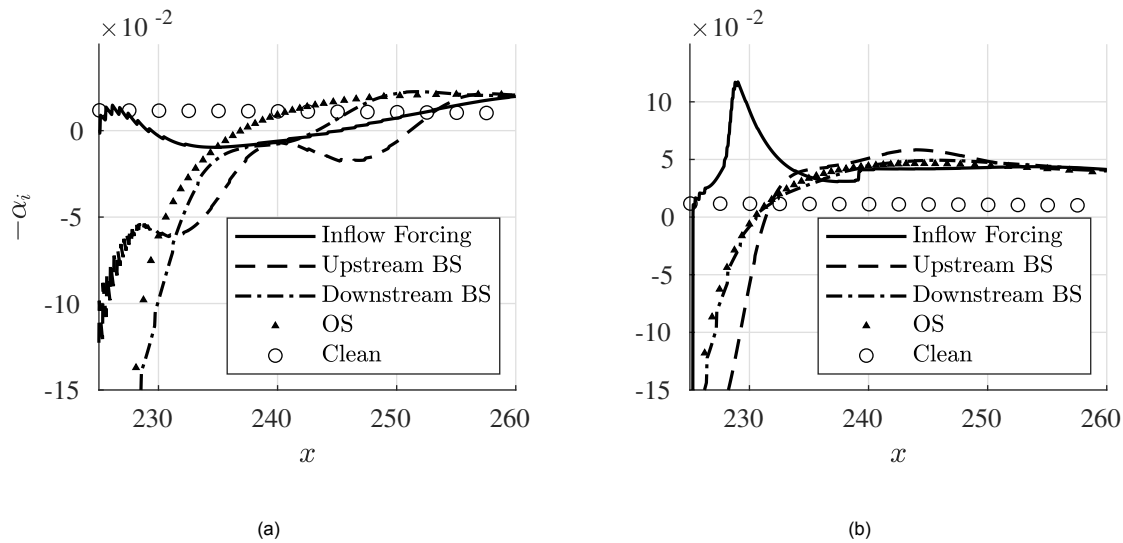 ×10 -2
0
-5
-10
-15
−α_i
230
240
250
260
x
Inflow Forcing
Upstream BS
Downstream BS
OS
Clean
(a)
×10 -2
10
5
0
-5
-10
-15
230
240
250
260
x
Inflow Forcing
Upstream BS
Downstream BS
OS
Clean
(b)